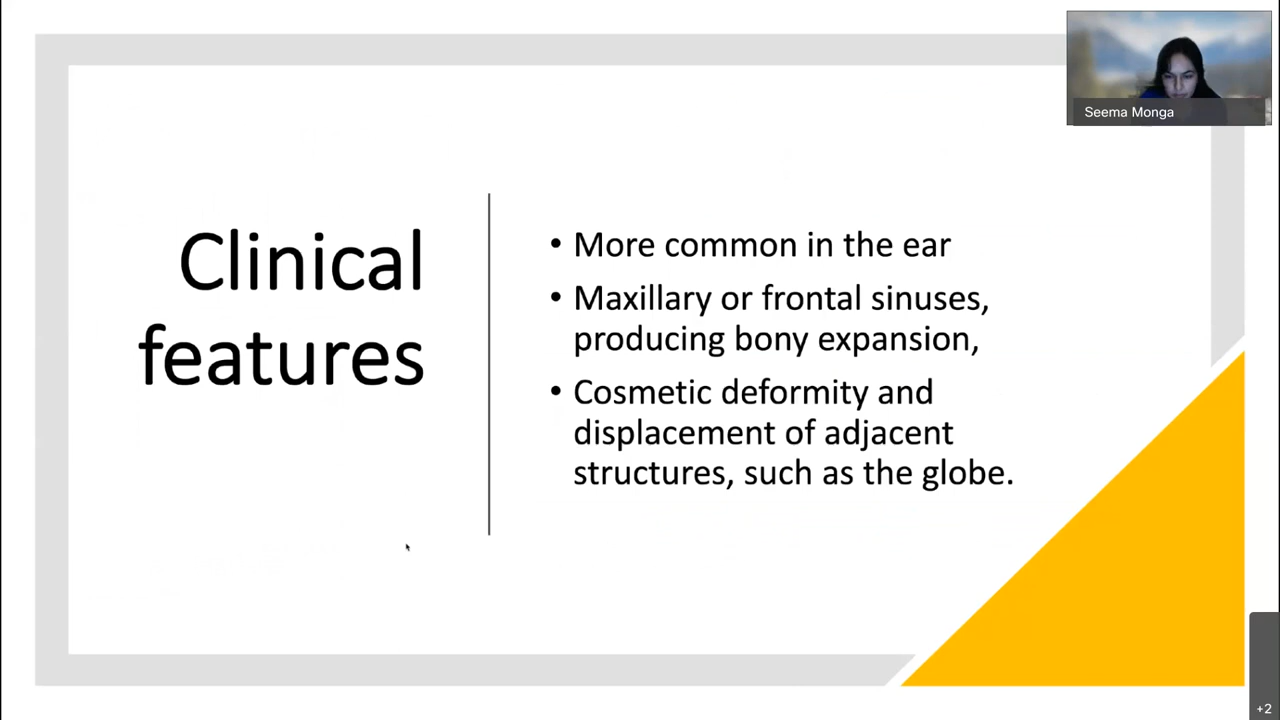 Seema Monga
Clinical
features
• More common in the ear
• Maxillary or frontal sinuses,
producing bony expansion,
• Cosmetic deformity and
displacement of adjacent
structures, such as the globe.
+2